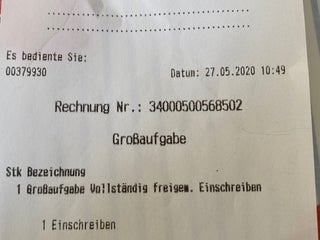 Es bediente Sie:
00379930 Datum: 27.05.2020 10:49
Rechnung Nr.: 34000500568502
Großaufgabe
Stk Bezeichnung
1 Großaufgabe Vollständig freigem. Einschreiben
1 Einschreiben